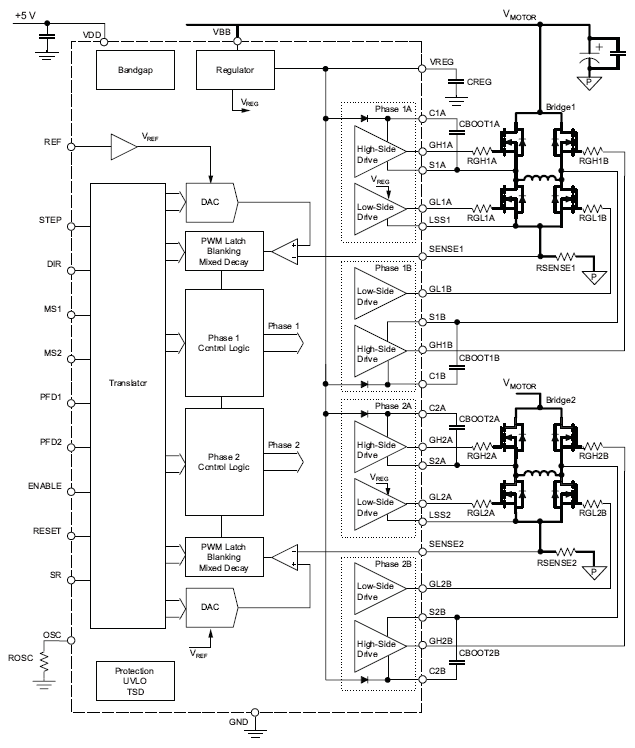 +5 V
VDD
VBB
VMOTOR
+
P
Bandgap
Regulator
VREG
VREG
CREG
Phase 1A
C1A
CBOOT1A
Bridge1
REF
VREF
High-Side
Drive
GH1A
RGH1A
RGH1B
S1A
VREG
DAC
Low-Side
Drive
GL1A
RGL1A
RGL1B
LSS1
STEP
PWM Latch
Blanking
Mixed Decay
+
–
SENSE1
RSENSE1
P
DIR
Phase 1B
Low-Side
Drive
GL1B
MS1
Phase 1
Control Logic
Phase 1
S1B
High-Side
Drive
GH1B
CBOOT1B
MS2
C1B
Translator
VMOTOR
Bridge2
PFD1
Phase 2A
C2A
CBOOT2A
PFD2
Phase 2
Control Logic
Phase 2
High-Side
Drive
GH2A
RGH2A
RGH2B
S2A
VREG
ENABLE
Low-Side
Drive
GL2A
RGL2A
RGL2B
LSS2
RESET
PWM Latch
Blanking
Mixed Decay
–
+
SENSE2
RSENSE2
P
SR
Phase 2B
Low-Side
Drive
GL2B
DAC
S2B
OSC
VREF
High-Side
Drive
GH2B
ROSC
CBOOT2B
C2B
Protection
UVLO
TSD
GND